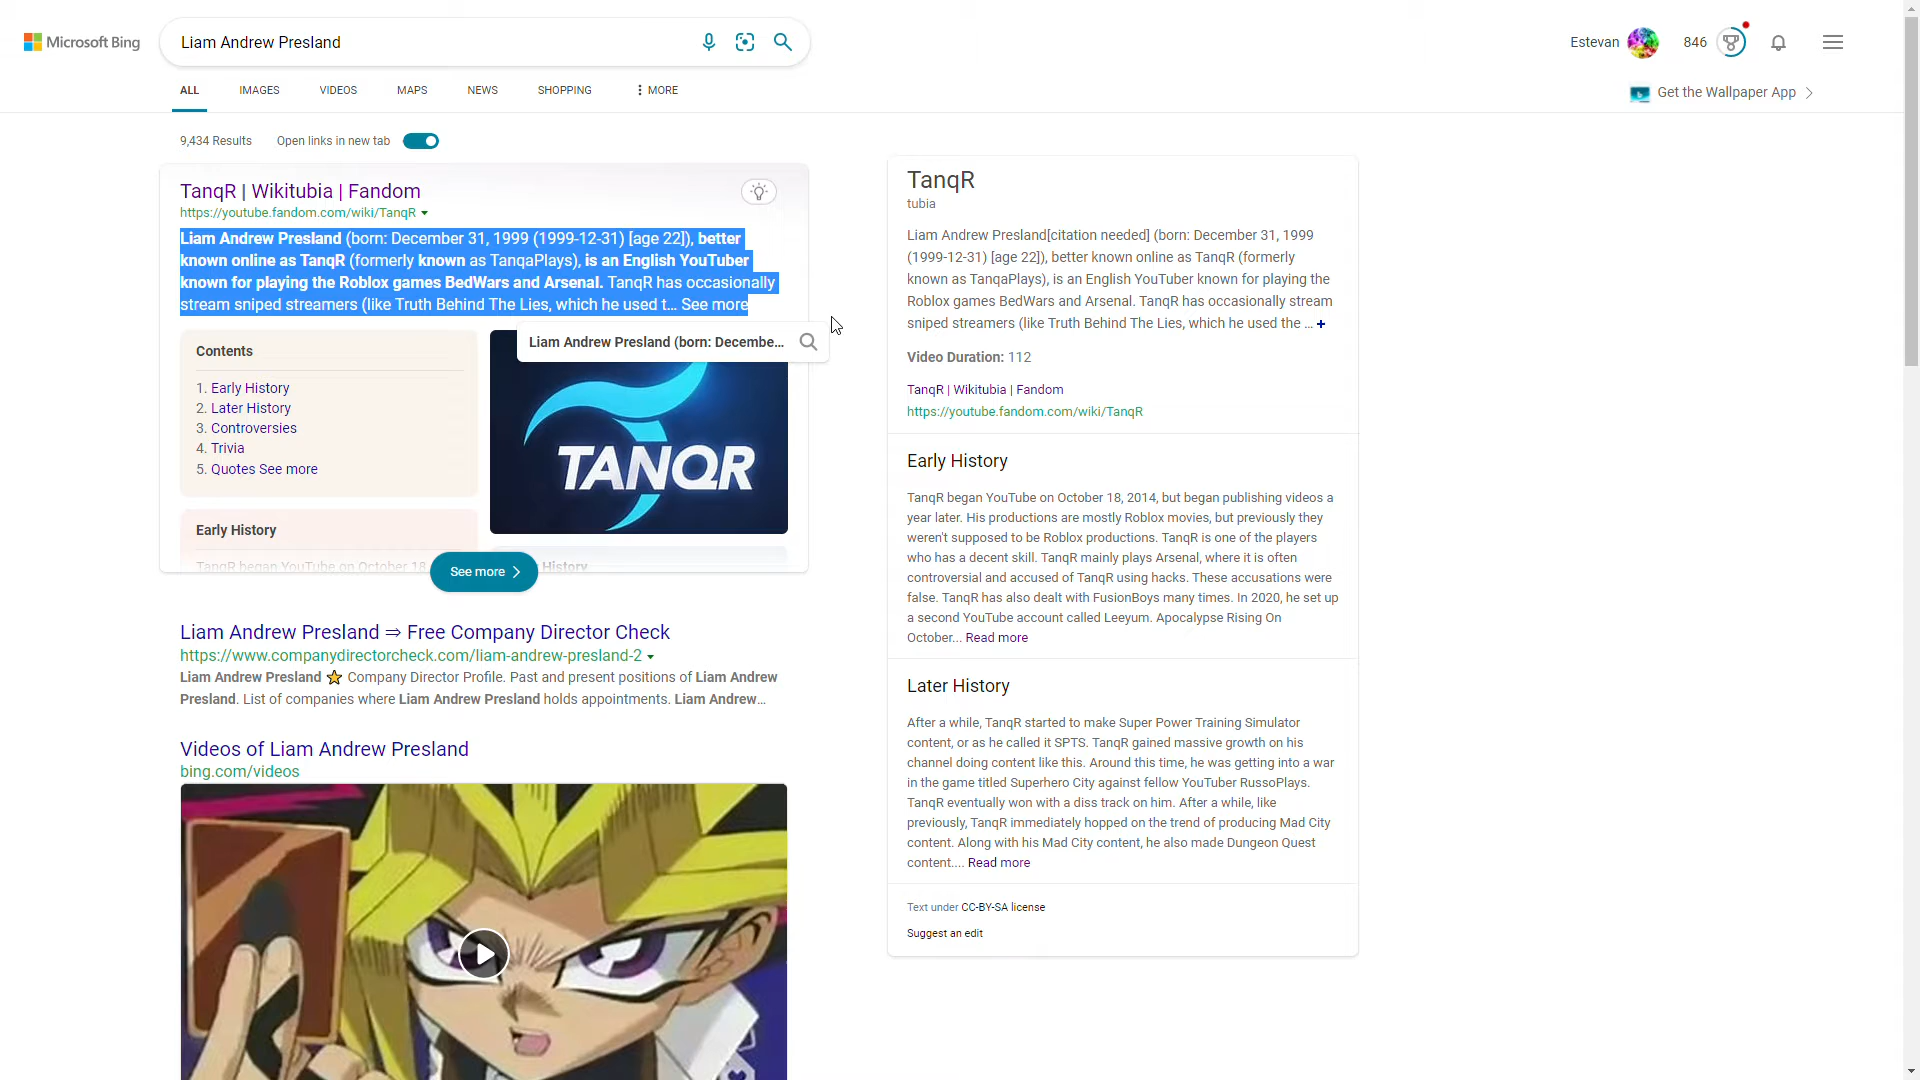 Microsoft Bing
Liam Andrew Presland
Estevan
846
ALL
IMAGES
VIDEOS
MAPS
NEWS
SHOPPING
MORE
Get the Wallpaper App
9,434 Results
Open links in new tab
TanqR | Wikitubia | Fandom
https://youtube.fandom.com/wiki/TanqR
Liam Andrew Presland (born: December 31, 1999 (1999-12-31) [age 22]), better
known online as TanqR (formerly known as TanqaPlays), is an English YouTuber
known for playing the Roblox games BedWars and Arsenal. TanqR has occasionally
stream sniped streamers (like Truth Behind The Lies, which he used t... See more
Liam Andrew Presland (born: Decembe...
Contents
1. Early History
2. Later History
3. Controversies
4. Trivia
5. Quotes See more
TANQR
Early History
TanqR began YouTube on October 18
History
See more
Liam Andrew Presland ⇒ Free Company Director Check
https://www.companydirectorcheck.com/liam-andrew-presland-2
Liam Andrew Presland ⭐ Company Director Profile. Past and present positions of Liam Andrew
Presland. List of companies where Liam Andrew Presland holds appointments. Liam Andrew...
Videos of Liam Andrew Presland
bing.com/videos
TanqR
tubia
Liam Andrew Presland[citation needed] (born: December 31, 1999
(1999-12-31) [age 22]), better known online as TanqR (formerly
known as TanqaPlays), is an English YouTuber known for playing the
Roblox games BedWars and Arsenal. TanqR has occasionally stream
sniped streamers (like Truth Behind The Lies, which he used the ... +
Video Duration: 112
TanqR | Wikitubia | Fandom
https://youtube.fandom.com/wiki/TanqR
Early History
TanqR began YouTube on October 18, 2014, but began publishing videos a
year later. His productions are mostly Roblox movies, but previously they
weren't supposed to be Roblox productions. TanqR is one of the players
who has a decent skill. TanqR mainly plays Arsenal, where it is often
controversial and accused of TanqR using hacks. These accusations were
false. TanqR has also dealt with FusionBoys many times. In 2020, he set up
a second YouTube account called Leeyum. Apocalypse Rising On
October... Read more
Later History
After a while, TanqR started to make Super Power Training Simulator
content, or as he called it SPTS. TanqR gained massive growth on his
channel doing content like this. Around this time, he was getting into a war
in the game titled Superhero City against fellow YouTuber RussoPlays.
TanqR eventually won with a diss track on him. After a while, like
previously, TanqR immediately hopped on the trend of producing Mad City
content. Along with his Mad City content, he also made Dungeon Quest
content.... Read more
Text under CC-BY-SA license
Suggest an edit